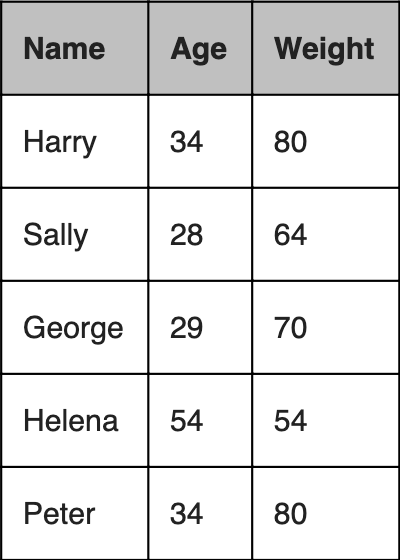 Name Age Weight
Harry 34 80
Sally 28 64
George 29 70
Helena 54 54
Peter 34 80